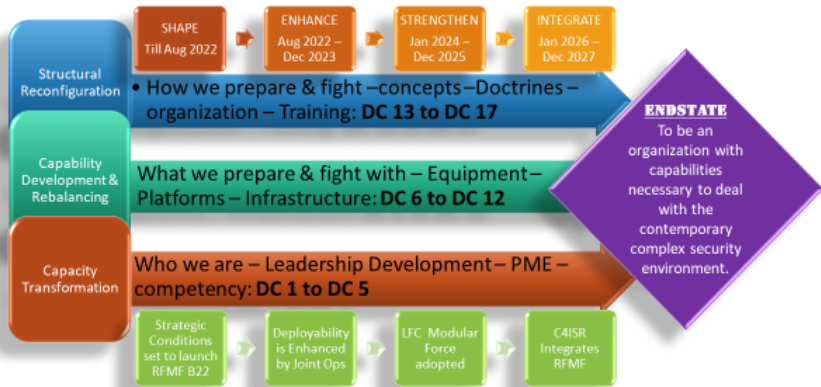 SHAPE
Till Aug 2022
ENHANCE
Aug 2022 –
Dec 2023
STRENGTHEN
Jan 2024 –
Dec 2025
INTEGRATE
Jan 2026 –
Dec 2027
Structural
Reconfiguration
• How we prepare & fight –concepts –Doctrines –
organization – Training: DC 13 to DC 17
Capability
Development &
Rebalancing
What we prepare & fight with – Equipment –
Platforms – Infrastructure: DC 6 to DC 12
Capacity
Transformation
Who we are – Leadership Development – PME –
competency: DC 1 to DC 5
ENDSTATE
To be an
organization with
capabilities
necessary to deal
with the
contemporary
complex security
environment.
Strategic
Conditions
set to launch
RFMF B22
Deployability
is Enhanced
by Joint Ops
LFC Modular
Force
adopted
C4ISR
Integrates
RFMF